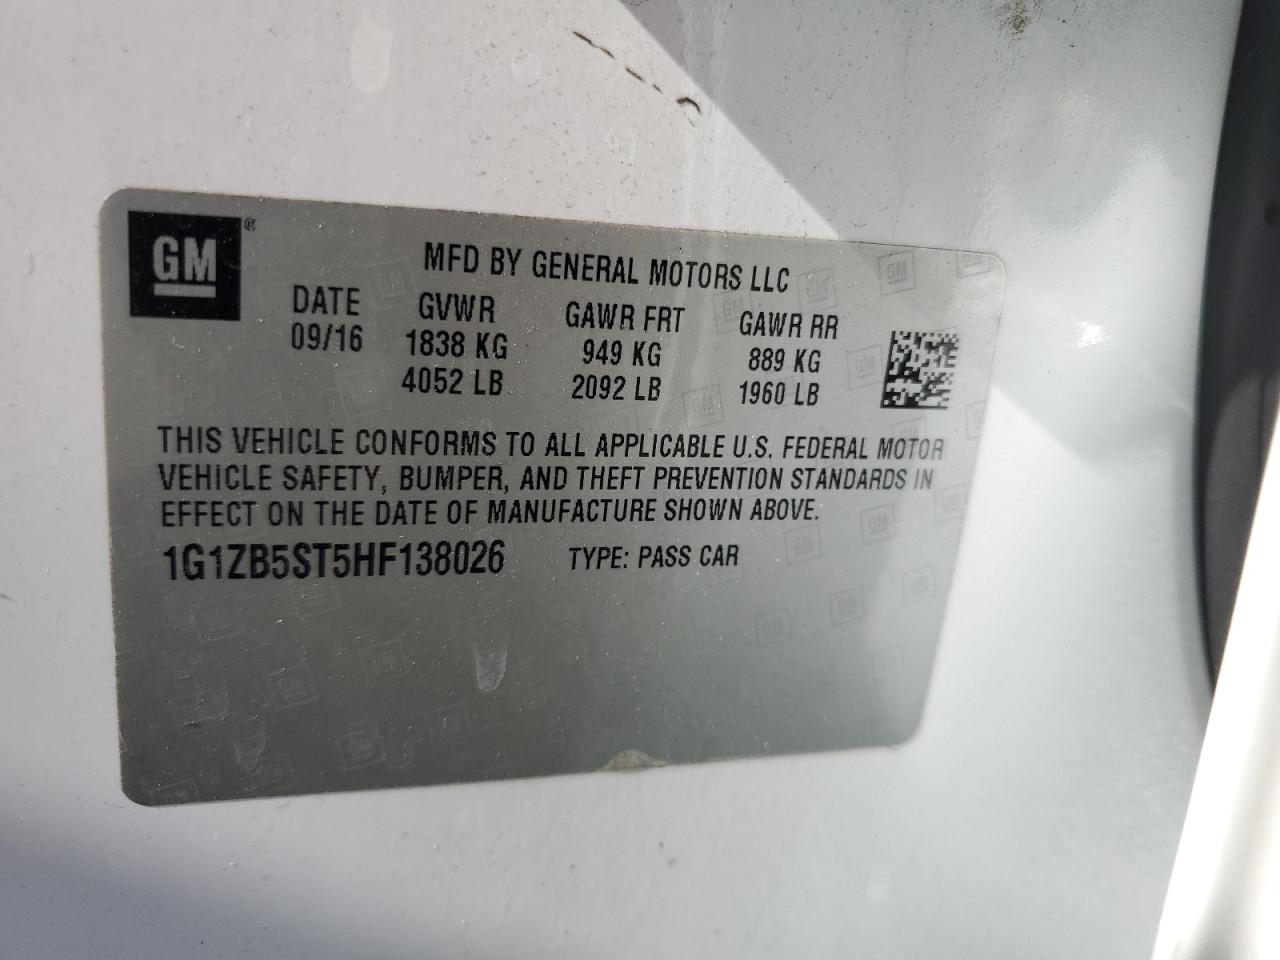 GM
MFD BY GENERAL MOTORS LLC
DATE GVWR GAWR FRT GAWR RR
09/16 1838 KG 949 KG 889 KG
4052 LB 2092 LB 1960 LB
THIS VEHICLE CONFORMS TO ALL APPLICABLE U.S. FEDERAL MOTOR
VEHICLE SAFETY, BUMPER, AND THEFT PREVENTION STANDARDS IN
EFFECT ON THE DATE OF MANUFACTURE SHOWN ABOVE.
1G1ZB5ST5HF138026 TYPE: PASS CAR